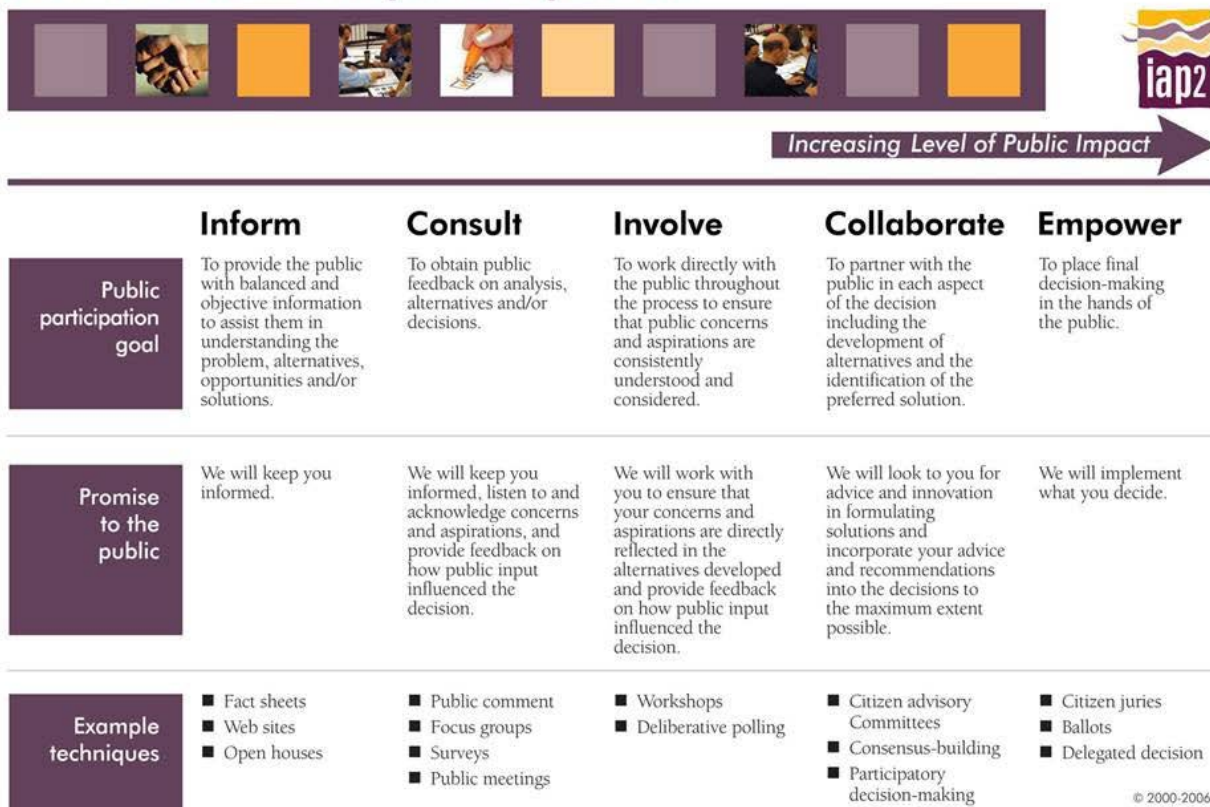 iap2
Increasing Level of Public Impact
Inform
Consult
Involve
Collaborate
Empower
Public
participation
goal
To provide the public
with balanced and
objective information
to assist them in
understanding the
problem, alternatives,
opportunities and/or
solutions.
To obtain public
feedback on analysis,
alternatives and/or
decisions.
To work directly with
the public throughout
the process to ensure
that public concerns
and aspirations are
consistently
understood and
considered.
To partner with the
public in each aspect
of the decision
including the
development of
alternatives and the
identification of the
preferred solution.
To place final
decision-making
in the hands of
the public.
Promise
to the
public
We will keep you
informed.
We will keep you
informed, listen to and
acknowledge concerns
and aspirations, and
provide feedback on
how public input
influenced the
decision.
We will work with
you to ensure that
your concerns and
aspirations are directly
reflected in the
alternatives developed
and provide feedback
on how public input
influenced the
decision.
We will look to you for
advice and innovation
in formulating
solutions and
incorporate your advice
and recommendations
into the decisions to
the maximum extent
possible.
We will implement
what you decide.
Example
techniques
■ Fact sheets
■ Web sites
■ Open houses
■ Public comment
■ Focus groups
■ Surveys
■ Public meetings
■ Workshops
■ Deliberative polling
■ Citizen advisory
Committees
■ Consensus-building
■ Participatory
decision-making
■ Citizen juries
■ Ballots
■ Delegated decision
© 2000-2006